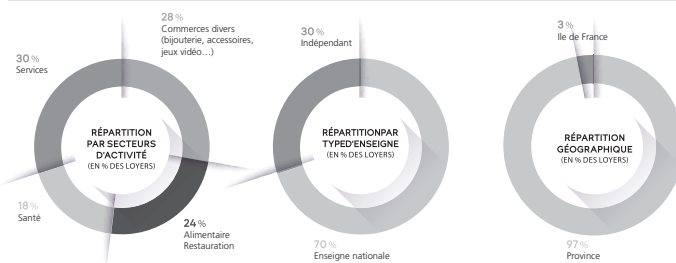 28 %
Commerces divers
(bijouterie, accessoires,
jeux vidéo…)
30 %
Services
RÉPARTITION
PAR SECTEURS
D'ACTIVITÉ
(EN % DES LOYERS)
18 %
Santé
24 %
Alimentaire
Restauration
30 %
Indépendant
RÉPARTITIONPAR
TYPED'ENSEIGNE
(EN % DES LOYERS)
70 %
Enseigne nationale
3 %
Ile de France
RÉPARTITION
GÉOGRAPHIQUE
(EN % DES LOYERS)
97 %
Province